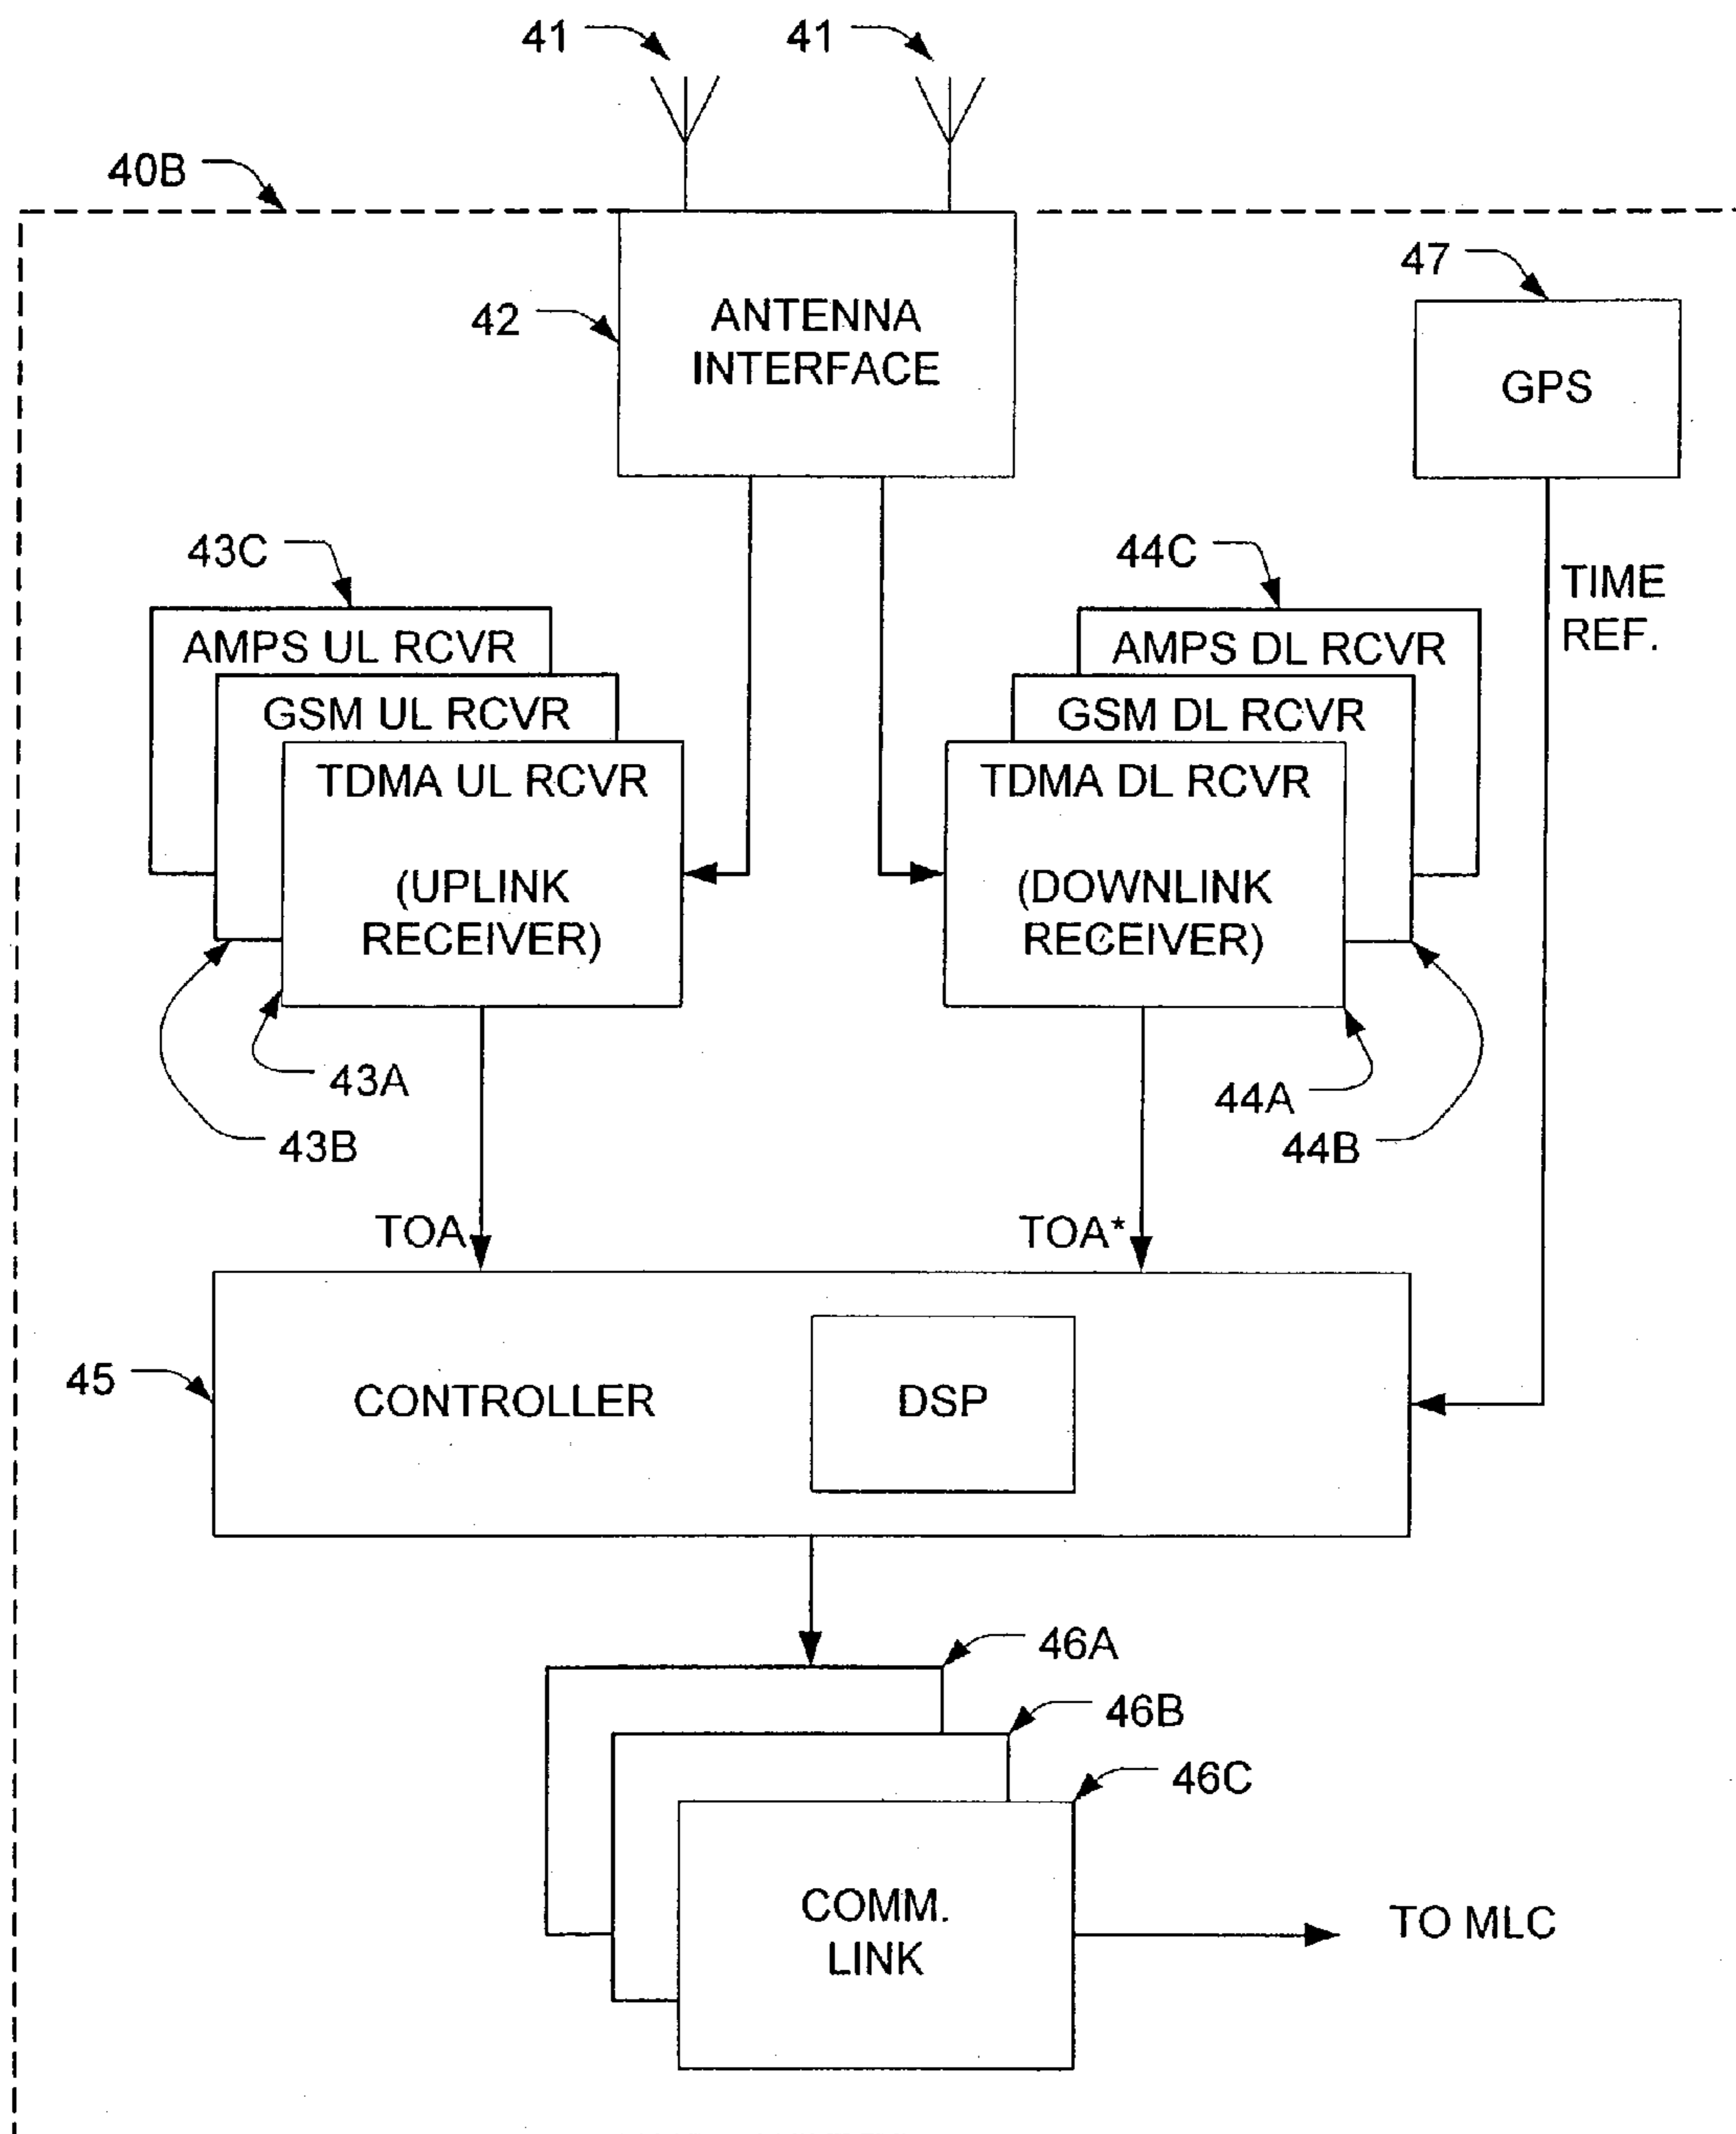 41
41
40B
47
42
ANTENNA
INTERFACE
GPS
43C
44C
TIME
REF.
AMPS UL RCVR
AMPS DL RCVR
GSM UL RCVR
GSM DL RCVR
TDMA UL RCVR
TDMA DL RCVR
(UPLINK
RECEIVER)
(DOWNLINK
RECEIVER)
43A
44A
43B
44B
TOA
TOA*
45
CONTROLLER
DSP
46A
46B
46C
COMM.
LINK
TO MLC